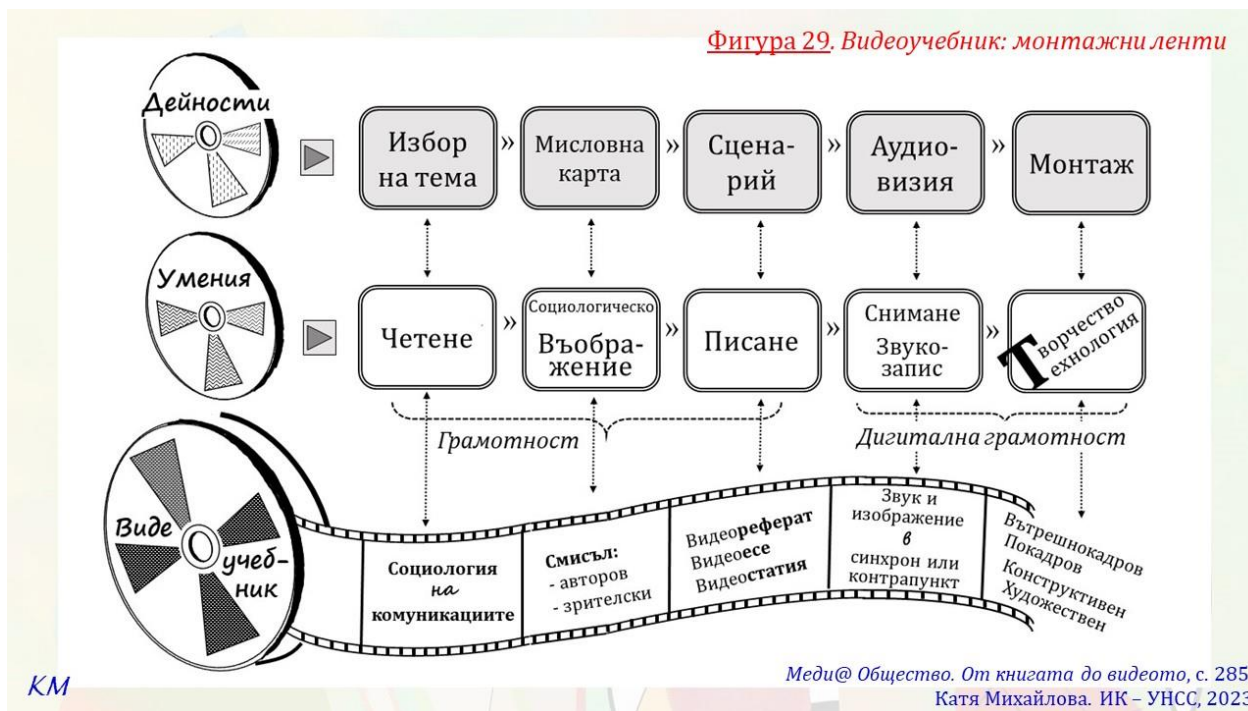 Фигура 29. Видеоучебник: монтажни ленти
Дейности
Избор
на тема
»
Мисловна
карта
»
Сцена-
рий
»
Аудио-
визия
»
Монтаж
Умения
Четене
»
Социологическо
Въобра-
жение
»
Писане
»
Снимане
Звуко-
запис
»
Творчество
Технология
Грамотност
Дигитална грамотност
Виде
учеб-
ник
Социология
на
комуникациите
Смисъл:
- авторов
- зрителски
Видеореферат
Видеоесе
Видеостатия
Звук и
изображение
в
синхрон или
контрапункт
Вътрешнокадров
Покадров
Конструктивен
Художествен
КМ
Меди@ Общество. От книгата до видеото, с. 285
Катя Михайлова. ИК – УНСС, 2023